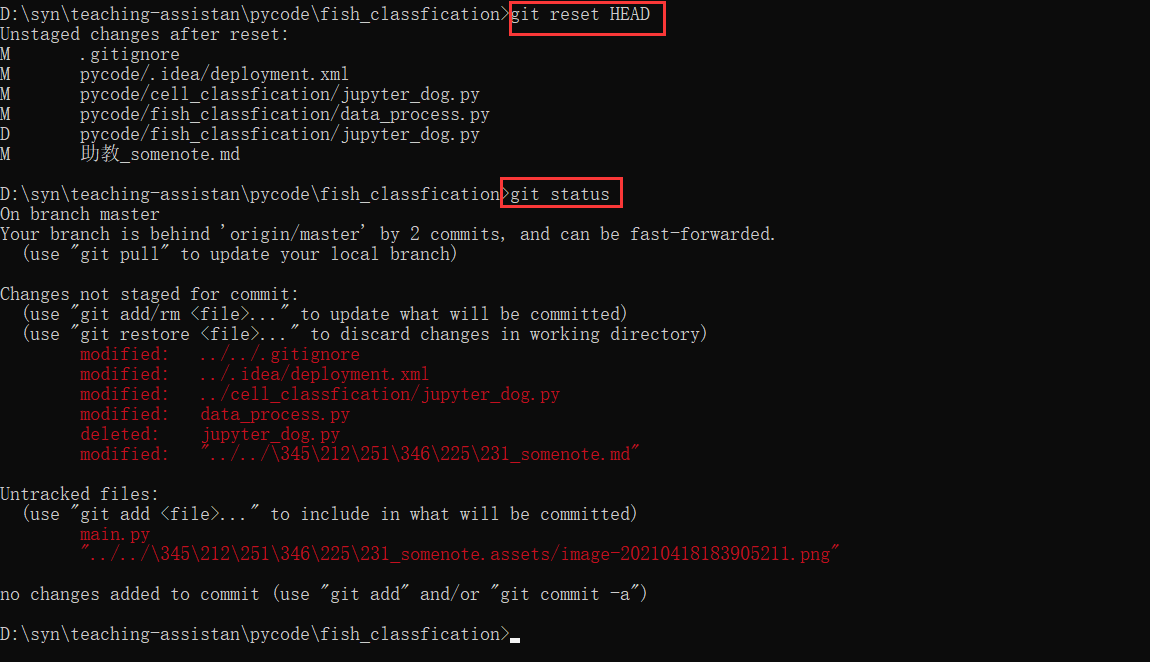 D:\syn\teaching-assistan\pycode\fish_classfication>git reset HEAD
Unstaged changes after reset:
M       .gitignore
M       pycode/.idea/deployment.xml
M       pycode/cell_classfication/jupyter_dog.py
M       pycode/fish_classfication/data_process.py
D       pycode/fish_classfication/jupyter_dog.py
M       助教_somenote.md
D:\syn\teaching-assistan\pycode\fish_classfication>git status
On branch master
Your branch is behind 'origin/master' by 2 commits, and can be fast-forwarded.
  (use "git pull" to update your local branch)
Changes not staged for commit:
  (use "git add/rm <file>..." to update what will be committed)
  (use "git restore <file>..." to discard changes in working directory)
        modified:   ../../.gitignore
        modified:   ../.idea/deployment.xml
        modified:   ../cell_classfication/jupyter_dog.py
        modified:   data_process.py
        deleted:    jupyter_dog.py
        modified:   "../../\345\212\251\346\225\231_somenote.md"
Untracked files:
  (use "git add <file>..." to include in what will be committed)
        main.py
        "../../\345\212\251\346\225\231_somenote.assets/image-20210418183905211.png"
no changes added to commit (use "git add" and/or "git commit -a")
D:\syn\teaching-assistan\pycode\fish_classfication>